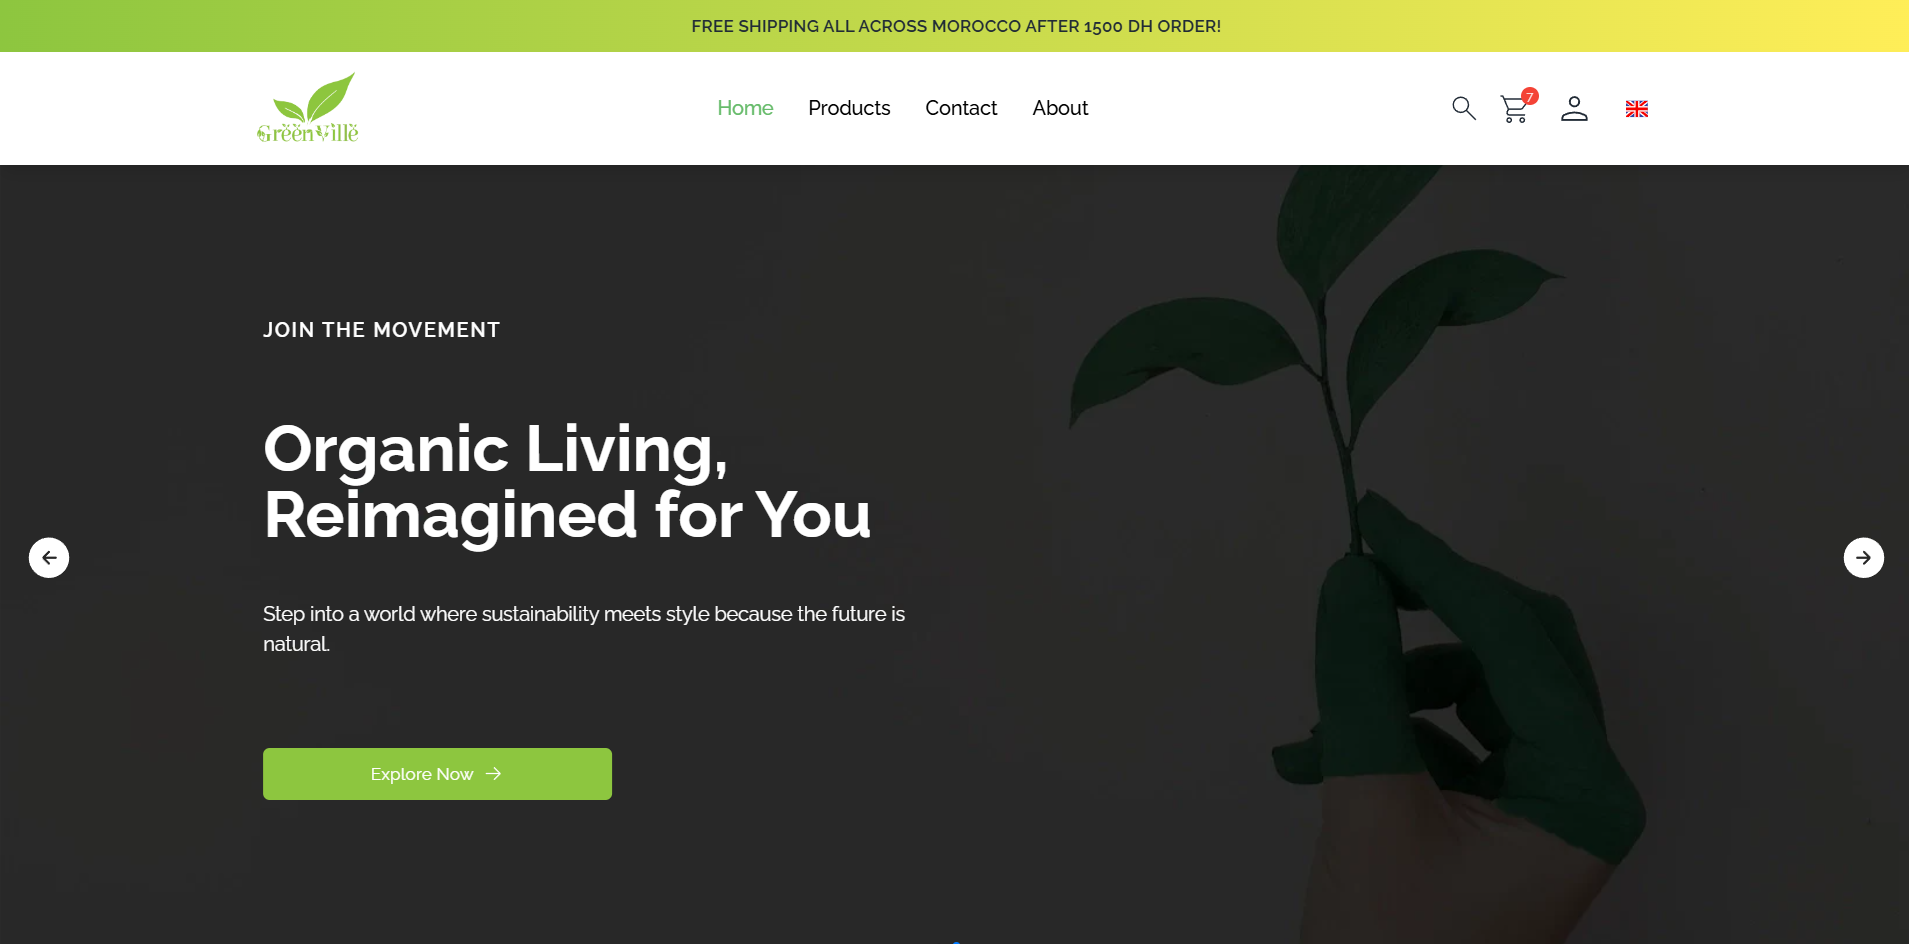 FREE SHIPPING ALL ACROSS MOROCCO AFTER 1500 DH ORDER!
GrëënVillë
Home Products Contact About
7
JOIN THE MOVEMENT
Organic Living,
Reimagined for You
Step into a world where sustainability meets style because the future is
natural.
Explore Now